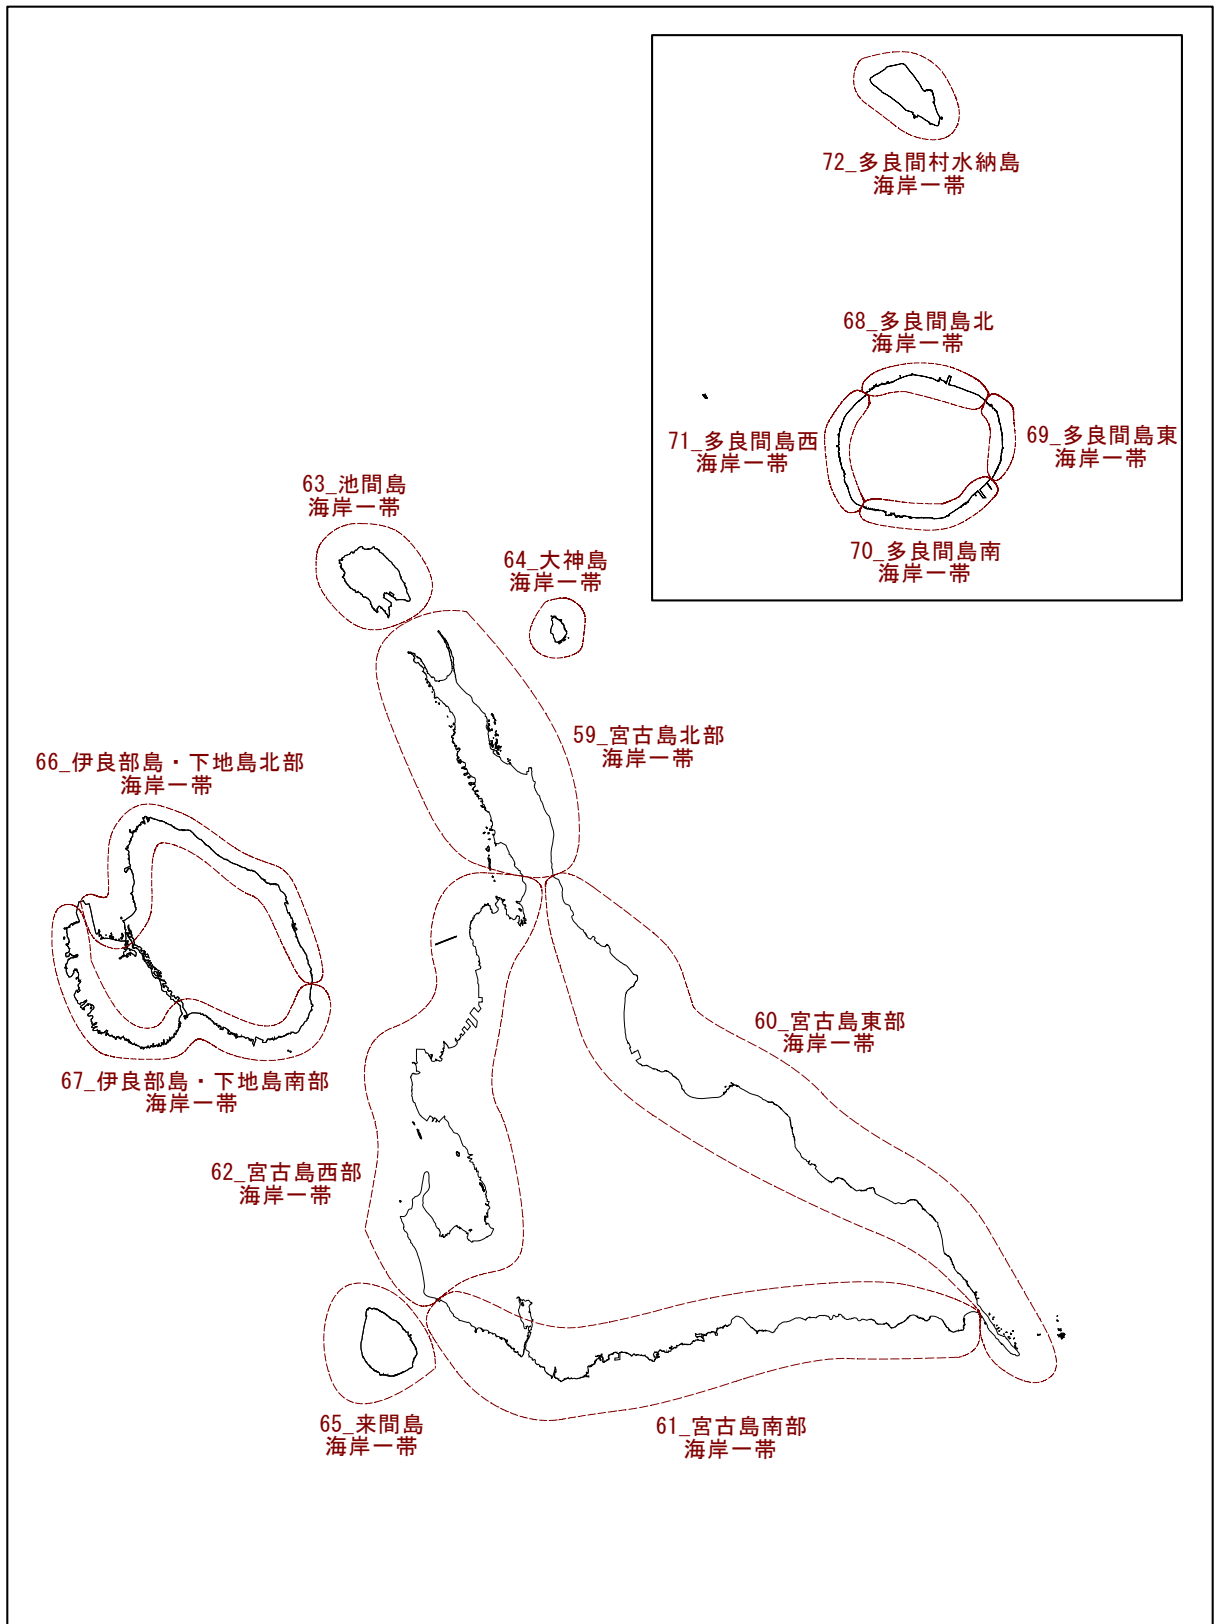 72_多良間村水納島
海岸一帯
68_多良間島北
海岸一帯
71_多良間島西
海岸一帯
69_多良間島東
海岸一帯
70_多良間島南
海岸一帯
63_池間島
海岸一帯
64_大神島
海岸一帯
59_宮古島北部
海岸一帯
66_伊良部島・下地島北部
海岸一帯
60_宮古島東部
海岸一帯
67_伊良部島・下地島南部
海岸一帯
62_宮古島西部
海岸一帯
65_来間島
海岸一帯
61_宮古島南部
海岸一帯